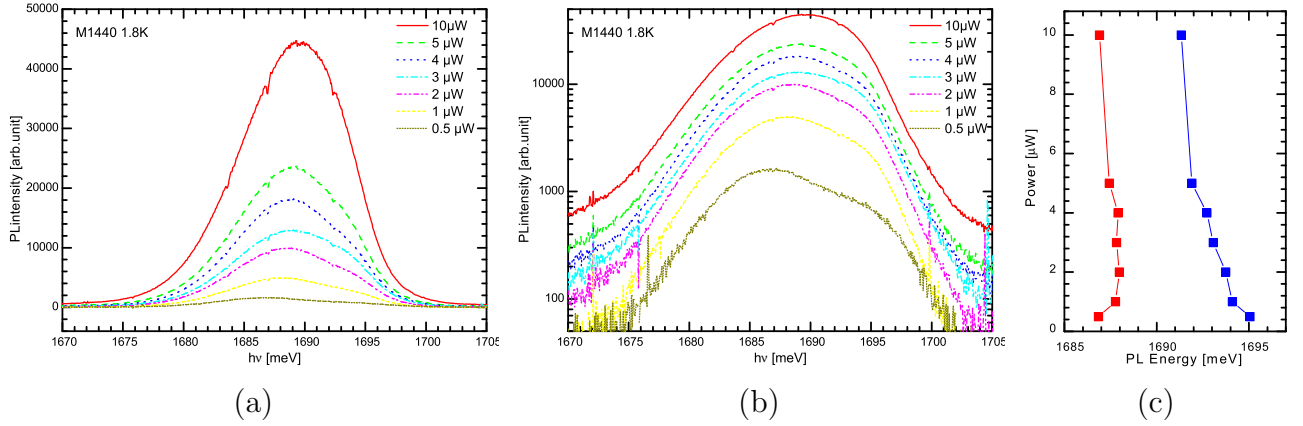 M1440 1.8K
10µW
5 µW
4 µW
3 µW
2 µW
1 µW
0.5 µW
PLintensity [arb.unit]
50000
40000
30000
20000
10000
0
1670 1675 1680 1685 1690 1695 1700 1705
hν [meV]
(a)
M1440 1.8K
10µW
5 µW
4 µW
3 µW
2 µW
1 µW
0.5 µW
PLintensity [arb.unit]
10000
1000
100
1670 1675 1680 1685 1690 1695 1700 1705
hν [meV]
(b)
Power [µW]
10
8
6
4
2
0
1685 1690 1695
PL Energy [meV]
(c)